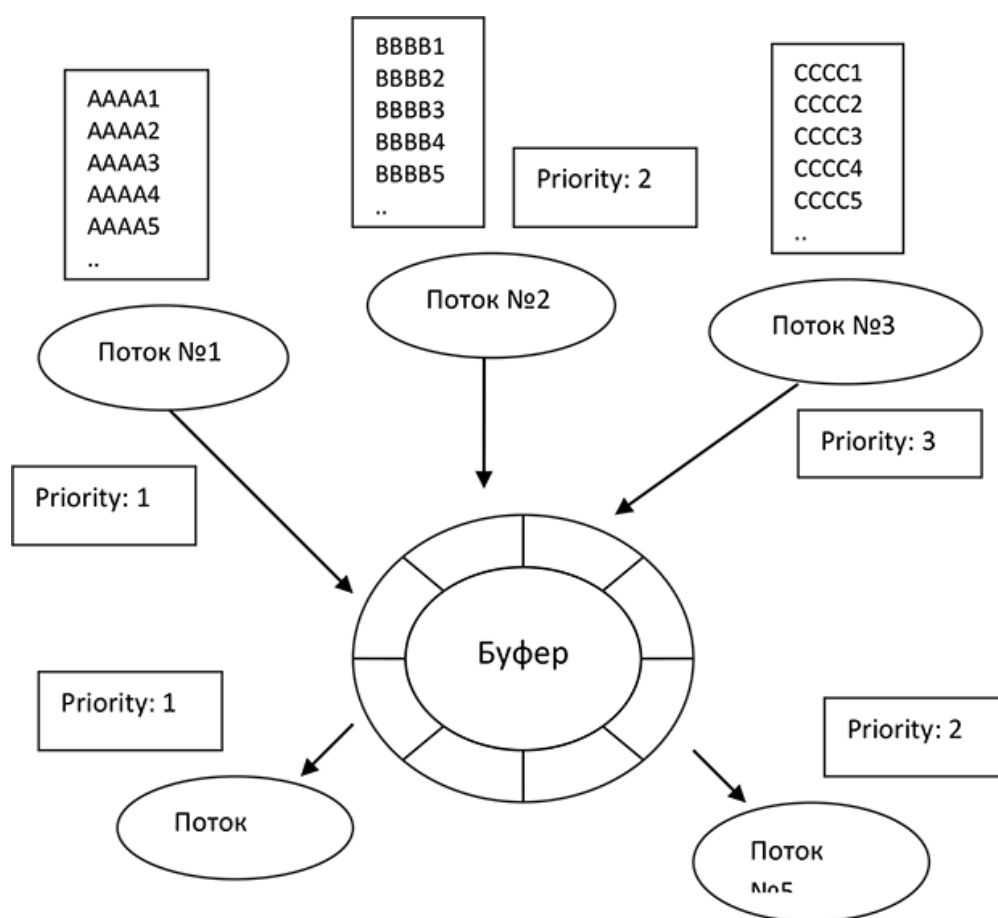 BBBB1
BBBB2
BBBB3
BBBB4
BBBB5
..
CCCC1
CCCC2
CCCC3
CCCC4
CCCC5
..
AAAA1
AAAA2
AAAA3
AAAA4
AAAA5
..
Priority: 2
Поток №2
Поток №3
Поток №1
Priority: 3
Priority: 1
Буфер
Priority: 1
Priority: 2
Поток
Поток
№5